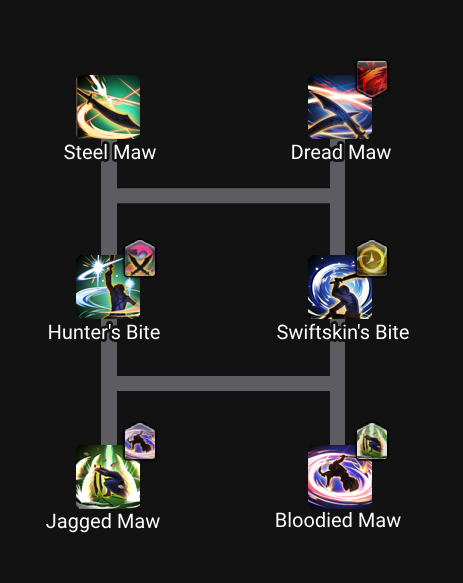 Steel Maw
Dread Maw
Hunter's Bite
Swiftskin's Bite
Jagged Maw
Bloodied Maw